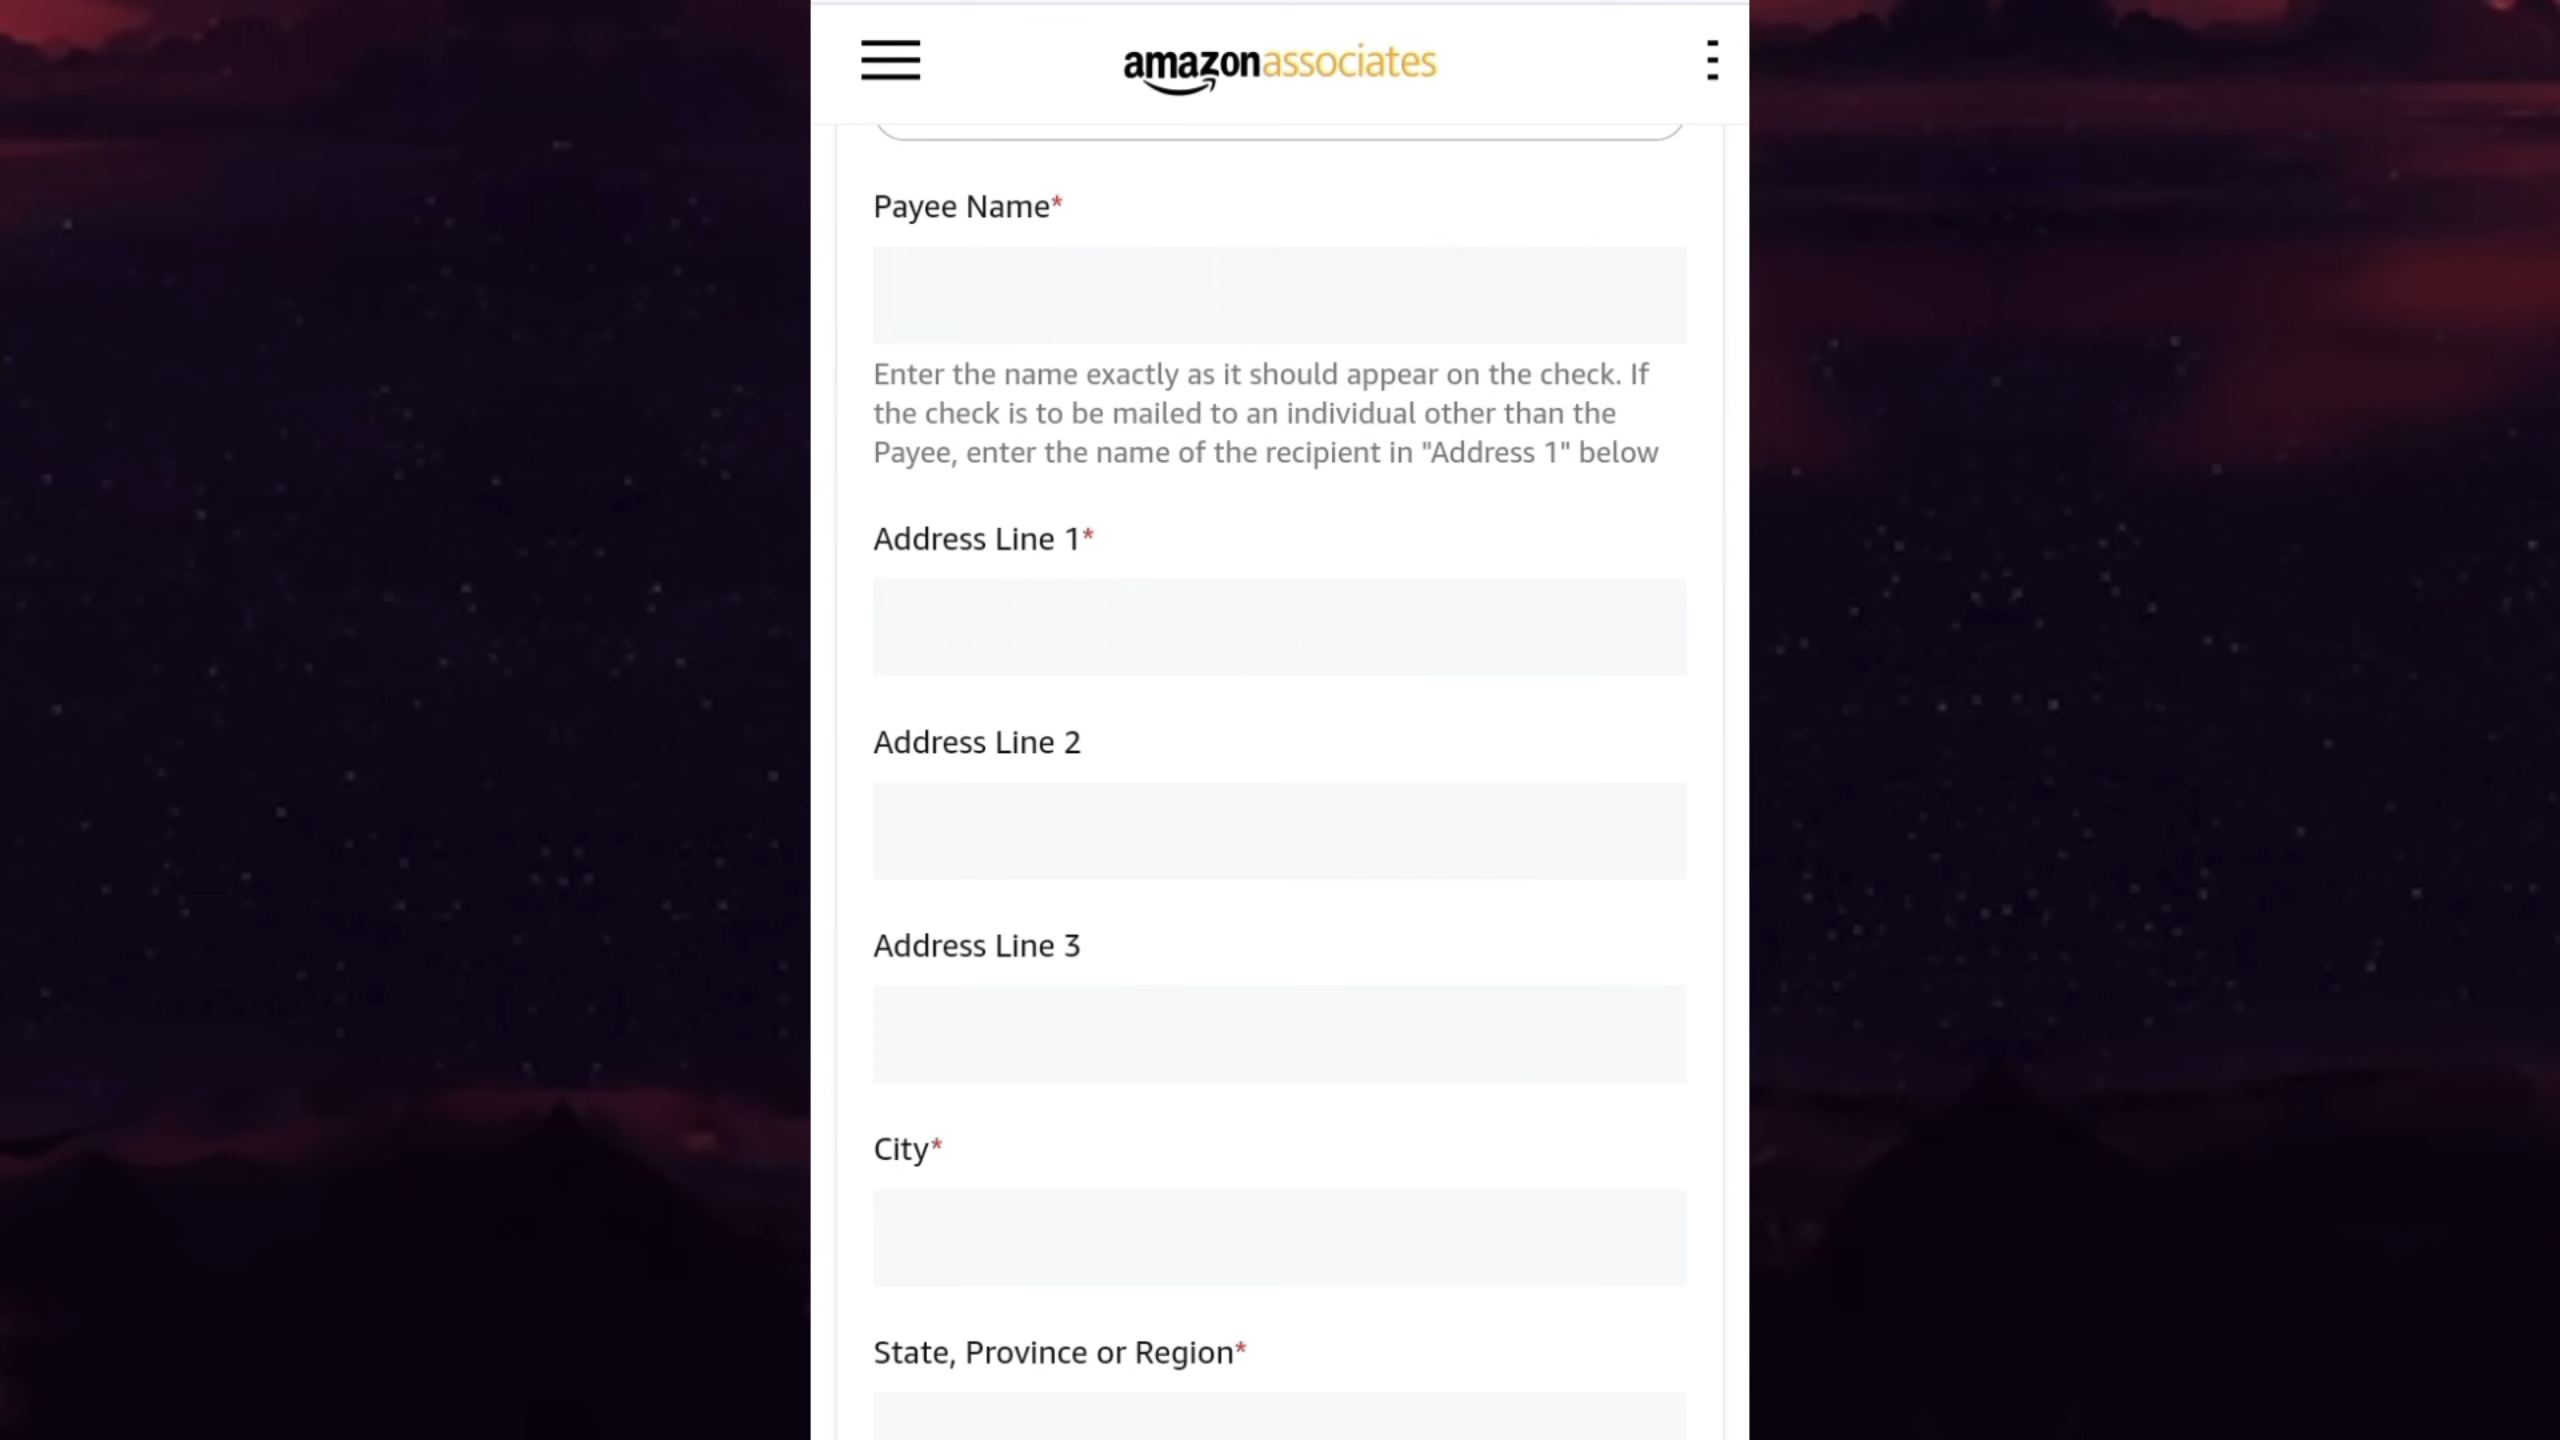 amazonassociates
Payee Name*
Enter the name exactly as it should appear on the check. If
the check is to be mailed to an individual other than the
Payee, enter the name of the recipient in "Address 1" below
Address Line 1*
Address Line 2
Address Line 3
City*
State, Province or Region*